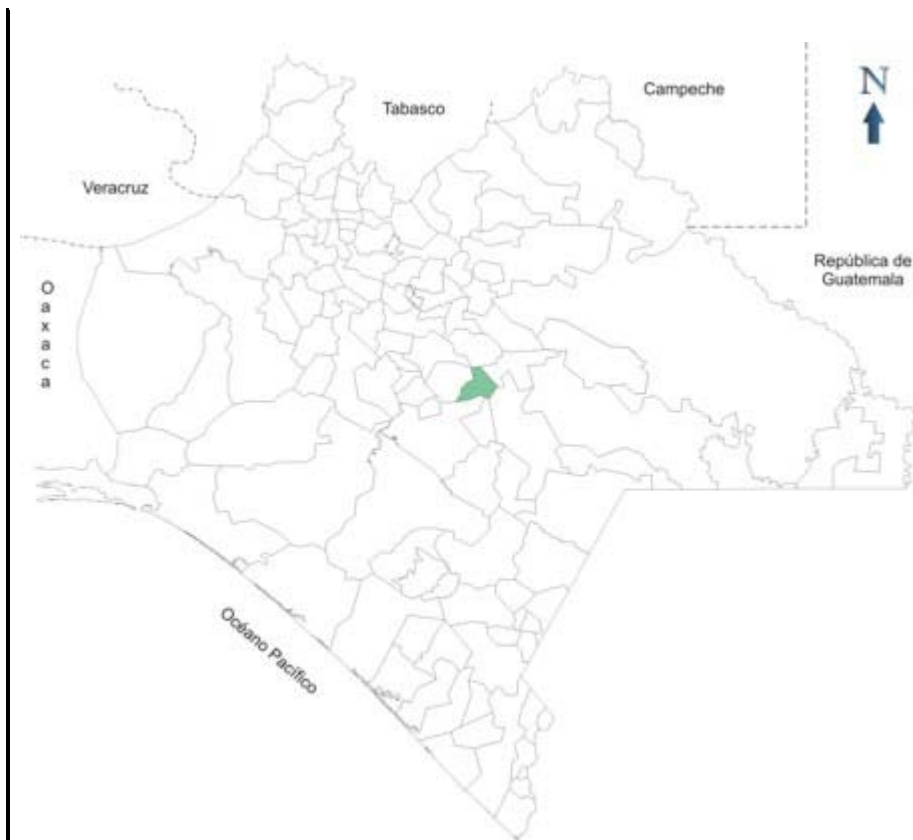 Campeche
N
Tabasco
Veracruz
República de
Guatemala
O
a
x
a
c
a
Océano Pacífico